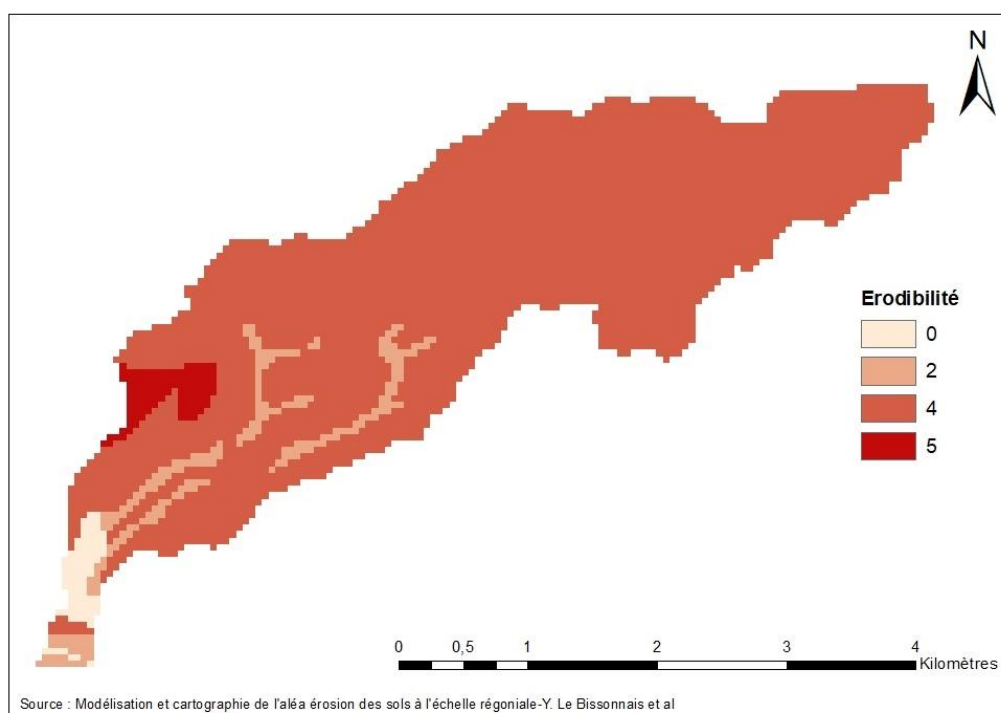 N
Erodibilité
0
2
4
5
0 0,5 1 2 3 4
Kilomètres
Source : Modélisation et cartographie de l'aléa érosion des sols à l'échelle régoniale-Y. Le Bissonnais et al